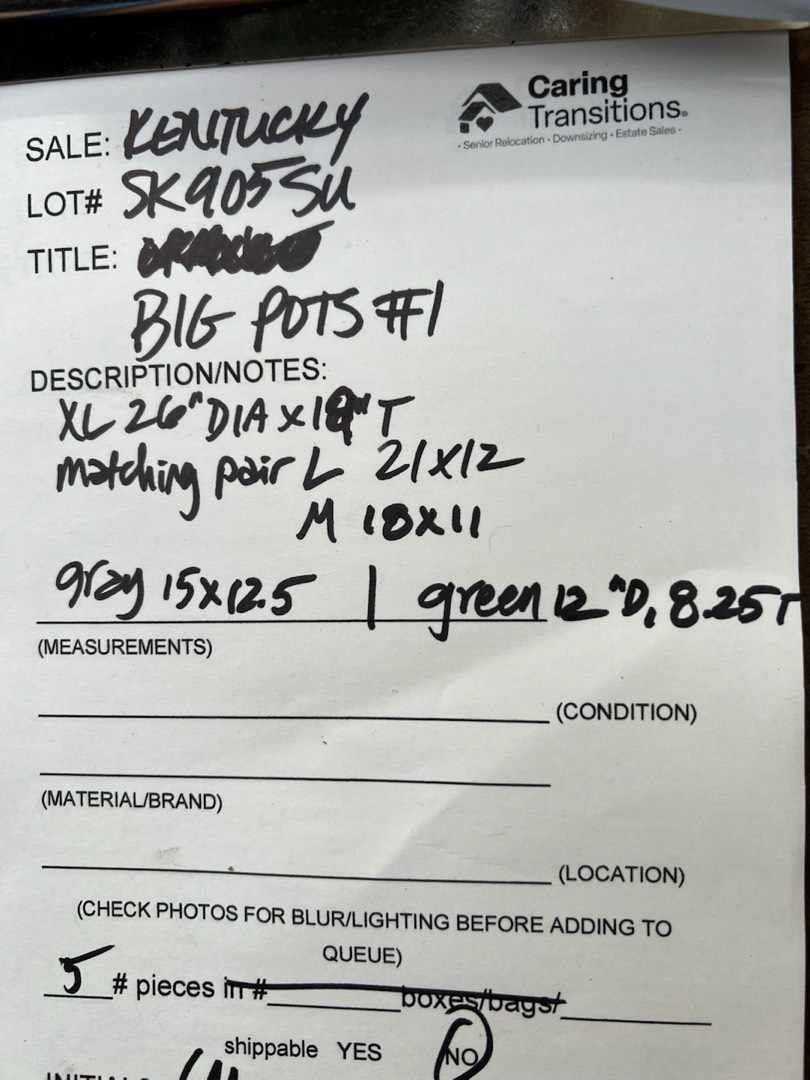 Caring
Transitions®
• Senior Relocation • Downsizing • Estate Sales •
SALE: KENTUCKY
LOT# SK905SU
TITLE:
BIG POTS #1
DESCRIPTION/NOTES:
XL 26" DIA x 18" T
matching pair L 21x12
M 18x11
gray 15x12.5 | green 12"D, 8.25T
(MEASUREMENTS)
(CONDITION)
(MATERIAL/BRAND)
(LOCATION)
(CHECK PHOTOS FOR BLUR/LIGHTING BEFORE ADDING TO
QUEUE)
5 # pieces in # boxes/bags/
shippable YES NO